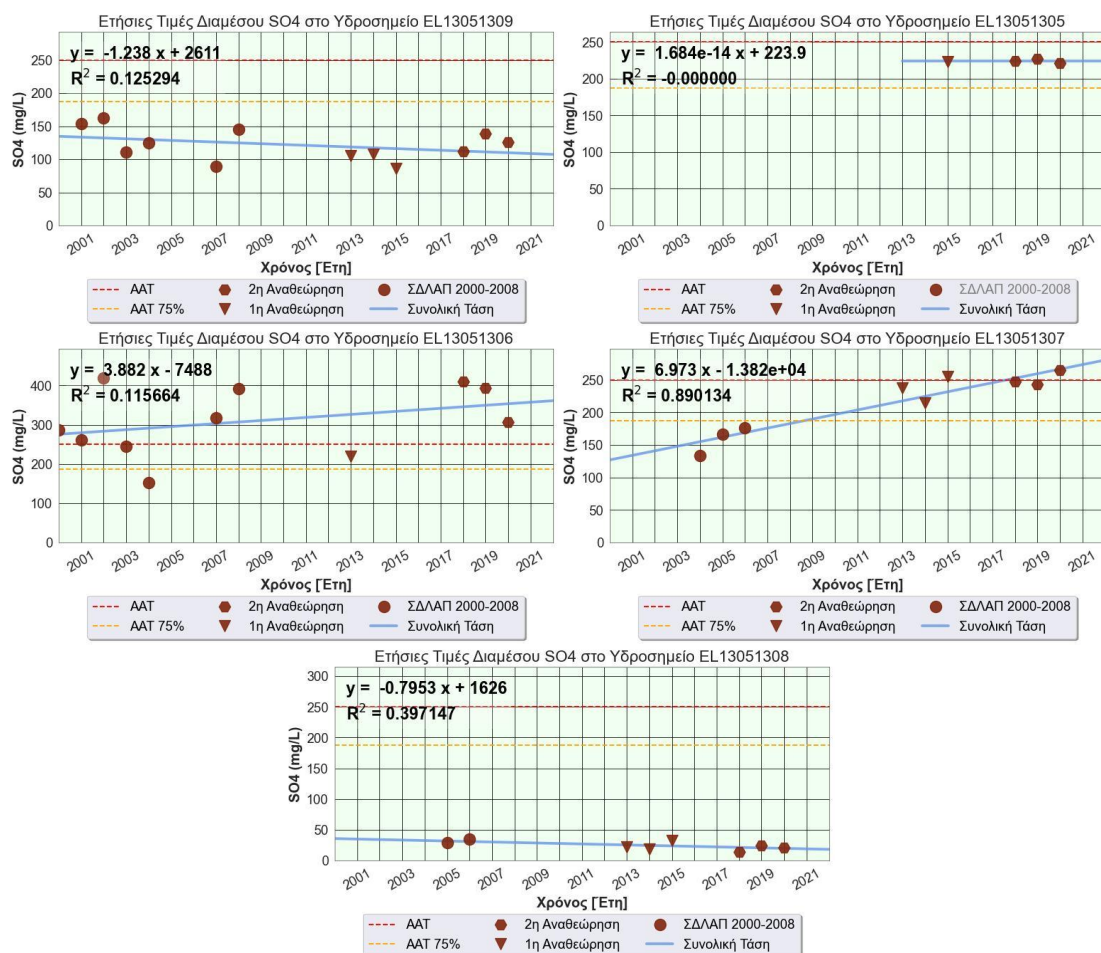 Ετήσιες Τιμές Διαμέσου SO4 στο Υδροσημείο EL13051309
y = -1.238 x + 2611
R² = 0.125294
SO4 (mg/L)
250
200
150
100
50
0
2001 2003 2005 2007 2009 2011 2013 2015 2017 2019 2021
Χρόνος [Έτη]
ΑΑΤ 2η Αναθεώρηση ΣΔΛΑΠ 2000-2008
ΑΑΤ 75% 1η Αναθεώρηση Συνολική Τάση
Ετήσιες Τιμές Διαμέσου SO4 στο Υδροσημείο EL13051305
y = 1.684e-14 x + 223.9
R² = -0.000000
SO4 (mg/L)
250
200
150
100
50
0
2001 2003 2005 2007 2009 2011 2013 2015 2017 2019 2021
Χρόνος [Έτη]
ΑΑΤ 2η Αναθεώρηση ΣΔΛΑΠ 2000-2008
ΑΑΤ 75% 1η Αναθεώρηση Συνολική Τάση
Ετήσιες Τιμές Διαμέσου SO4 στο Υδροσημείο EL13051306
y = 3.882 x - 7488
R² = 0.115664
SO4 (mg/L)
400
300
200
100
0
2001 2003 2005 2007 2009 2011 2013 2015 2017 2019 2021
Χρόνος [Έτη]
ΑΑΤ 2η Αναθεώρηση ΣΔΛΑΠ 2000-2008
ΑΑΤ 75% 1η Αναθεώρηση Συνολική Τάση
Ετήσιες Τιμές Διαμέσου SO4 στο Υδροσημείο EL13051307
y = 6.973 x - 1.382e+04
R² = 0.890134
SO4 (mg/L)
250
200
150
100
50
0
2001 2003 2005 2007 2009 2011 2013 2015 2017 2019 2021
Χρόνος [Έτη]
ΑΑΤ 2η Αναθεώρηση ΣΔΛΑΠ 2000-2008
ΑΑΤ 75% 1η Αναθεώρηση Συνολική Τάση
Ετήσιες Τιμές Διαμέσου SO4 στο Υδροσημείο EL13051308
y = -0.7953 x + 1626
R² = 0.397147
SO4 (mg/L)
300
250
200
150
100
50
0
2001 2003 2005 2007 2009 2011 2013 2015 2017 2019 2021
Χρόνος [Έτη]
ΑΑΤ 2η Αναθεώρηση ΣΔΛΑΠ 2000-2008
ΑΑΤ 75% 1η Αναθεώρηση Συνολική Τάση